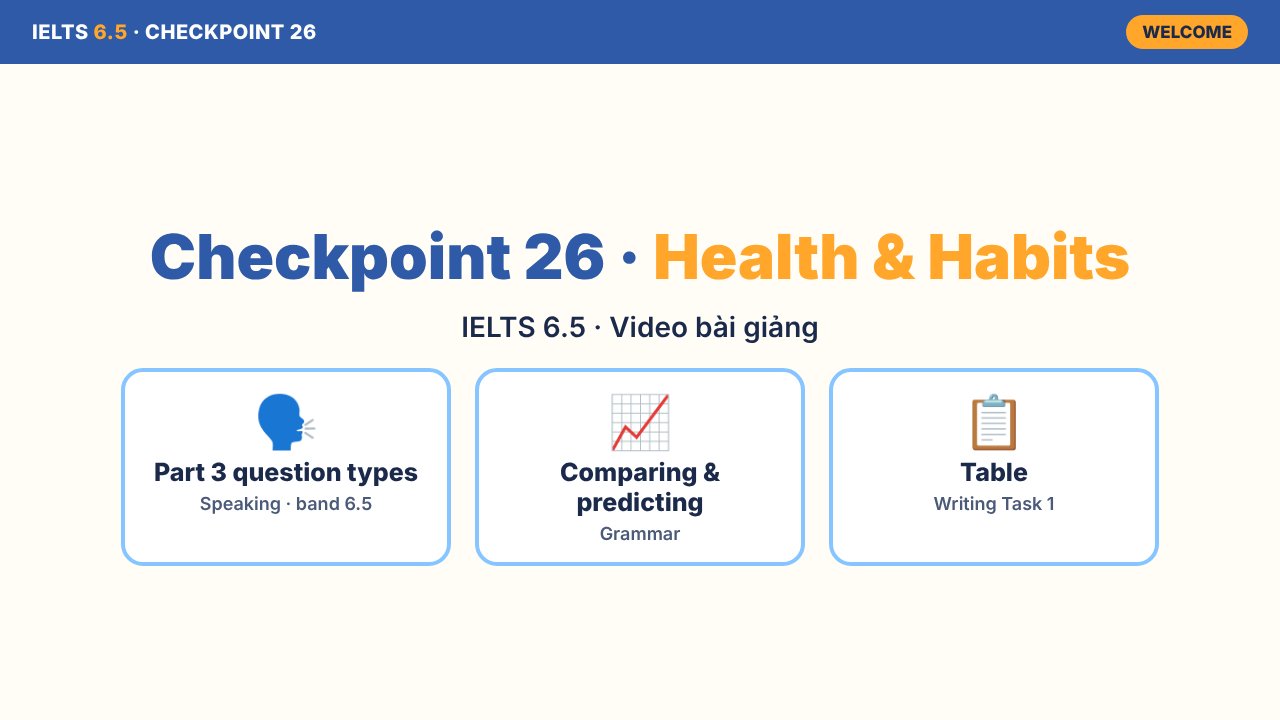 IELTS 6.5 · CHECKPOINT 26
WELCOME
Checkpoint 26 · Health & Habits
IELTS 6.5 · Video bài giảng
Part 3 question types
Speaking · band 6.5
Comparing &
predicting
Grammar
Table
Writing Task 1